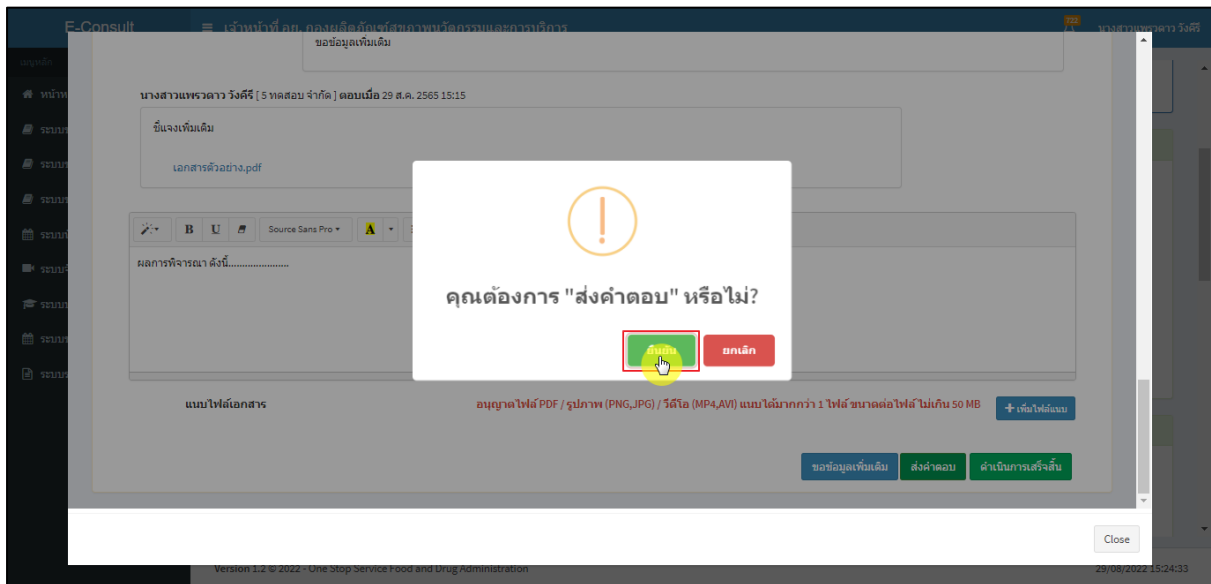 E-Consult
เจ้าหน้าที่ อย. กองผลิตภัณฑ์สุขภาพนวัตกรรมและการบริการ
722
นางสาวแพรวดาว วังคีรี
เมนูหลัก
ขอข้อมูลเพิ่มเติม
นางสาวแพรวดาว วังคีรี [ 5 ทดสอบ จำกัด ] ตอบเมื่อ 29 ส.ค. 2565 15:15
ชี้แจงเพิ่มเติม
เอกสารตัวอย่าง.pdf
B U Source Sans Pro A
ผลการพิจารณา ดังนี้......................
คุณต้องการ "ส่งคำตอบ" หรือไม่?
ยืนยัน ยกเลิก
แนบไฟล์เอกสาร
อนุญาตไฟล์ PDF / รูปภาพ (PNG,JPG) / วีดีโอ (MP4,AVI) แนบได้มากกว่า 1 ไฟล์ ขนาดต่อไฟล์ ไม่เกิน 50 MB
+ เพิ่มไฟล์แนบ
ขอข้อมูลเพิ่มเติม ส่งคำตอบ ดำเนินการเสร็จสิ้น
Close
Version 1.2 © 2022 - One Stop Service Food and Drug Administration
29/08/2022 15:24:33